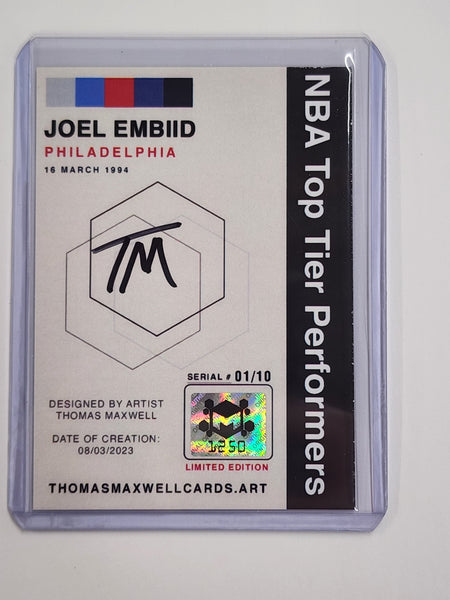 JOEL EMBIID
PHILADELPHIA
16 MARCH 1994
TM
SERIAL # 01/10
DESIGNED BY ARTIST
THOMAS MAXWELL
DATE OF CREATION:
08/03/2023
1250
LIMITED EDITION
THOMASMAXWELLCARDS.ART
NBA Top Tier Performers